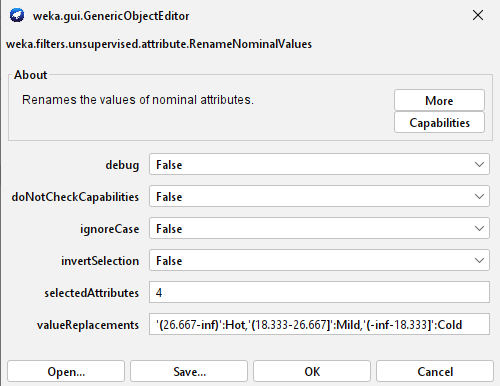 weka.gui.GenericObjectEditor
weka.filters.unsupervised.attribute.RenameNominalValues
About
Renames the values of nominal attributes.
More
Capabilities
debug False
doNotCheckCapabilities False
ignoreCase False
invertSelection False
selectedAttributes 4
valueReplacements '(26.667-inf)':Hot,'(18.333-26.667]':Mild,'(-inf-18.333]':Cold
Open... Save... OK Cancel